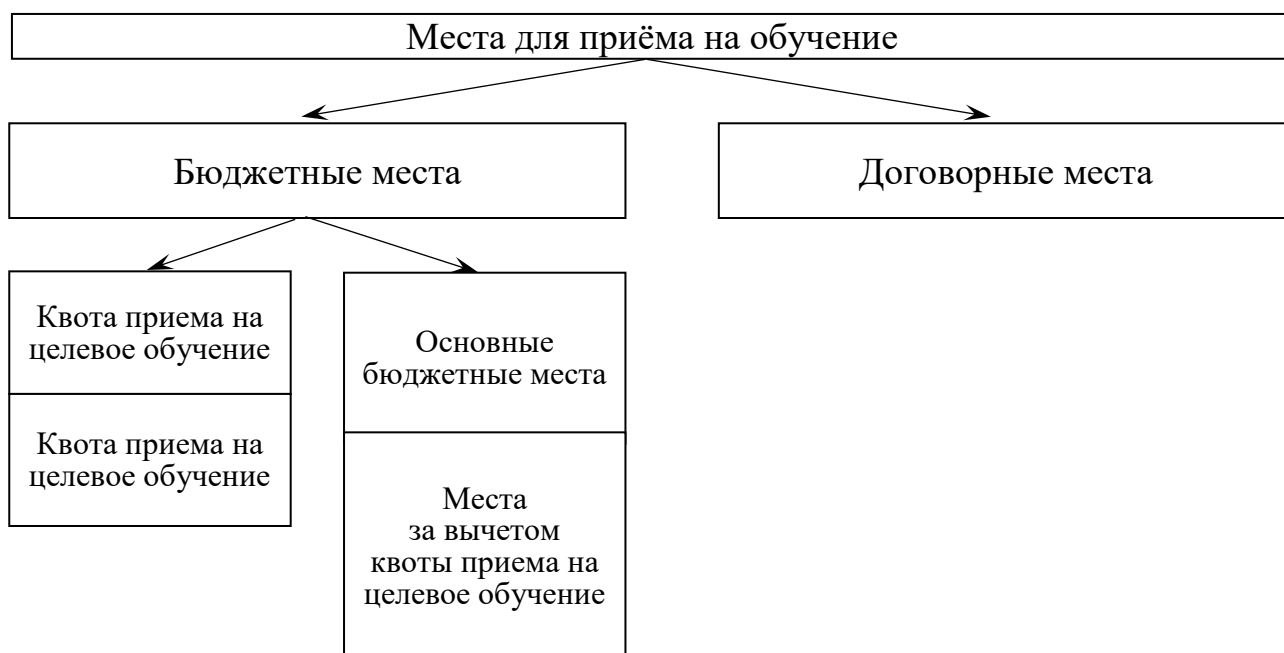 Места для приёма на обучение
Бюджетные места
Договорные места
Квота приема на
целевое обучение
Основные
бюджетные места
Квота приема на
целевое обучение
Места
за вычетом
квоты приема на
целевое обучение